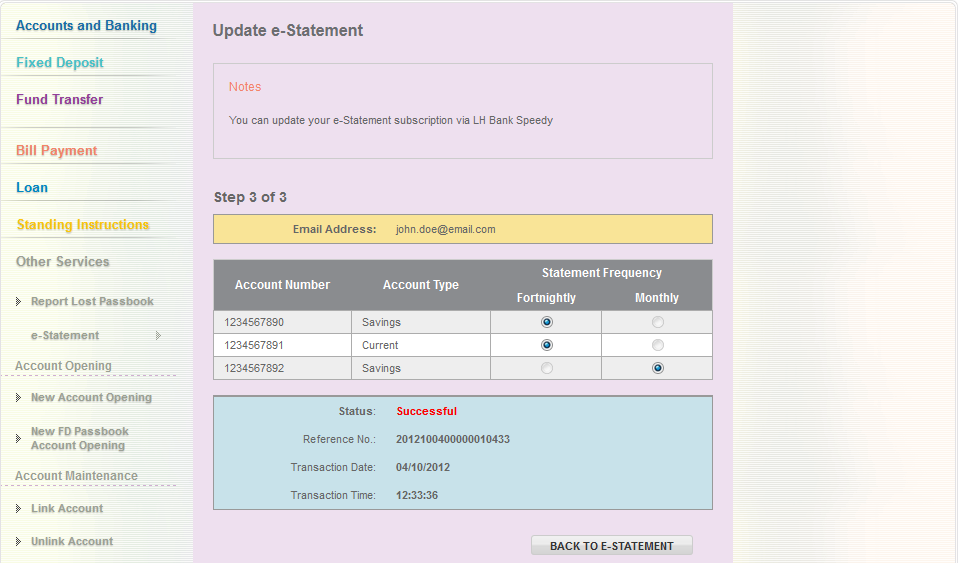 Accounts and Banking
Fixed Deposit
Fund Transfer
Bill Payment
Loan
Standing Instructions
Other Services
Report Lost Passbook
e-Statement
Account Opening
New Account Opening
New FD Passbook
Account Opening
Account Maintenance
Link Account
Unlink Account
Update e-Statement
Notes
You can update your e-Statement subscription via LH Bank Speedy
Step 3 of 3
Email Address: john.doe@email.com
Account Number Account Type Statement Frequency
Fortnightly Monthly
1234567890 Savings
1234567891 Current
1234567892 Savings
Status: Successful
Reference No.: 2012100400000010433
Transaction Date: 04/10/2012
Transaction Time: 12:33:36
BACK TO E-STATEMENT